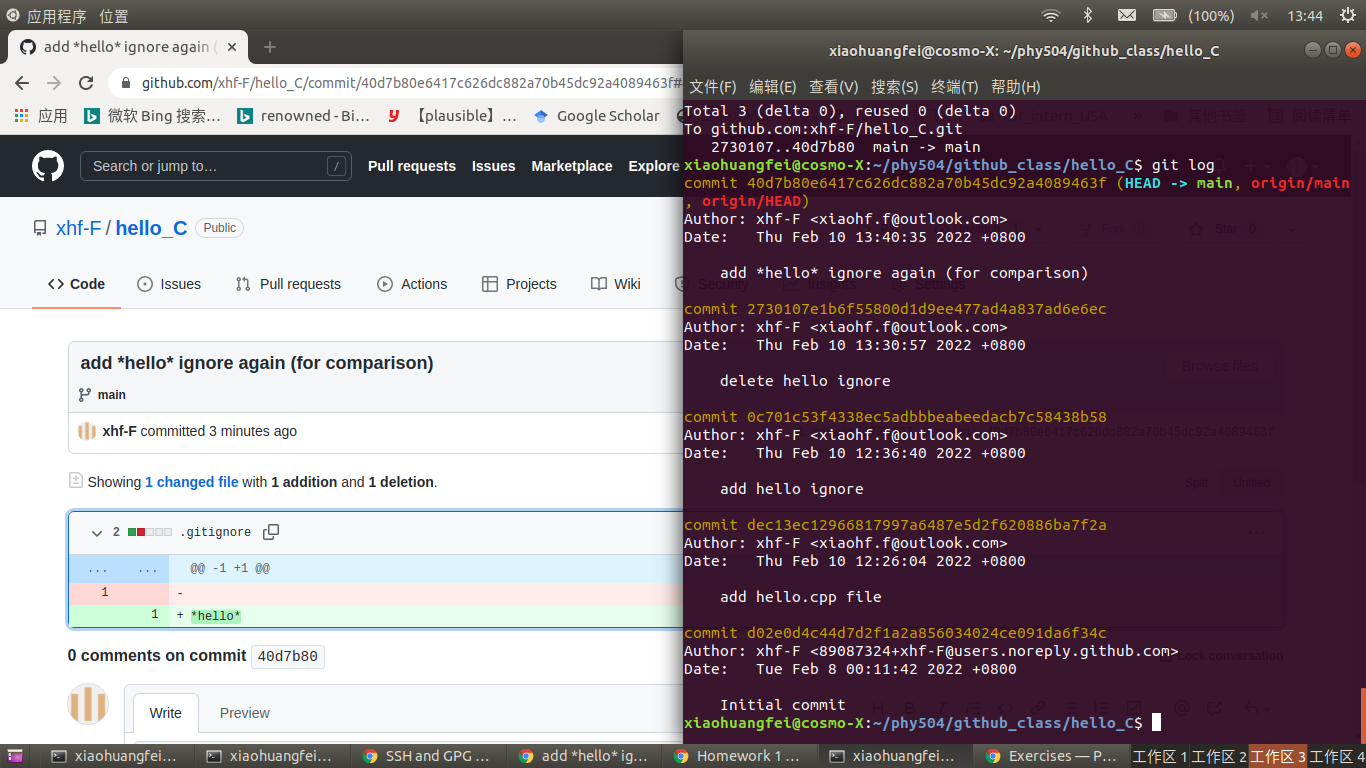 应用程序 位置 (100%) 13:44
add *hello* ignore again (
xiaohuangfei@cosmo-X: ~/phy504/github_class/hello_C
github.com/xhf-F/hello_C/commit/40d7b80e6417c626dc882a70b45dc92a4089463f#
文件(F) 编辑(E) 查看(V) 搜索(S) 终端(T) 帮助(H)
应用 微软 Bing 搜索... renowned - Bi... 【plausible】... Google Scholar
Search or jump to... /
Pull requests Issues Marketplace Explore
xhf-F / hello_C Public
Code Issues Pull requests Actions Projects Wiki Security Insights Settings
add *hello* ignore again (for comparison)
Browse files
main
xhf-F committed 3 minutes ago
Showing 1 changed file with 1 addition and 1 deletion.
Split Unified
2 .gitignore
... ... @@ -1 +1 @@
1 -
1 + *hello*
0 comments on commit 40d7b80
Lock conversation
Write Preview
Total 3 (delta 0), reused 0 (delta 0)
To github.com:xhf-F/hello_C.git
2730107..40d7b80 main -> main
xiaohuangfei@cosmo-X:~/phy504/github_class/hello_C$ git log
commit 40d7b80e6417c626dc882a70b45dc92a4089463f (HEAD -> main, origin/main
, origin/HEAD)
Author: xhf-F <xiaohf.f@outlook.com>
Date: Thu Feb 10 13:40:35 2022 +0800
add *hello* ignore again (for comparison)
commit 2730107e1b6f55800d1d9ee477ad4a837ad6e6ec
Author: xhf-F <xiaohf.f@outlook.com>
Date: Thu Feb 10 13:30:57 2022 +0800
delete hello ignore
commit 0c701c53f4338ec5adbbbeabeedacb7c58438b58
Author: xhf-F <xiaohf.f@outlook.com>
Date: Thu Feb 10 12:36:40 2022 +0800
add hello ignore
commit dec13ec12966817997a6487e5d2f620886ba7f2a
Author: xhf-F <xiaohf.f@outlook.com>
Date: Thu Feb 10 12:26:04 2022 +0800
add hello.cpp file
commit d02e0d4c44d7d2f1a2a856034024ce091da6f34c
Author: xhf-F <89087324+xhf-F@users.noreply.github.com>
Date: Tue Feb 8 00:11:42 2022 +0800
Initial commit
xiaohuangfei@cosmo-X:~/phy504/github_class/hello_C$
xiaohuangfei... xiaohuangfei... SSH and GPG ... add *hello* ig... Homework 1 ... xiaohuangfei... Exercises — P... 工作区 1 工作区 2 工作区 3 工作区 4